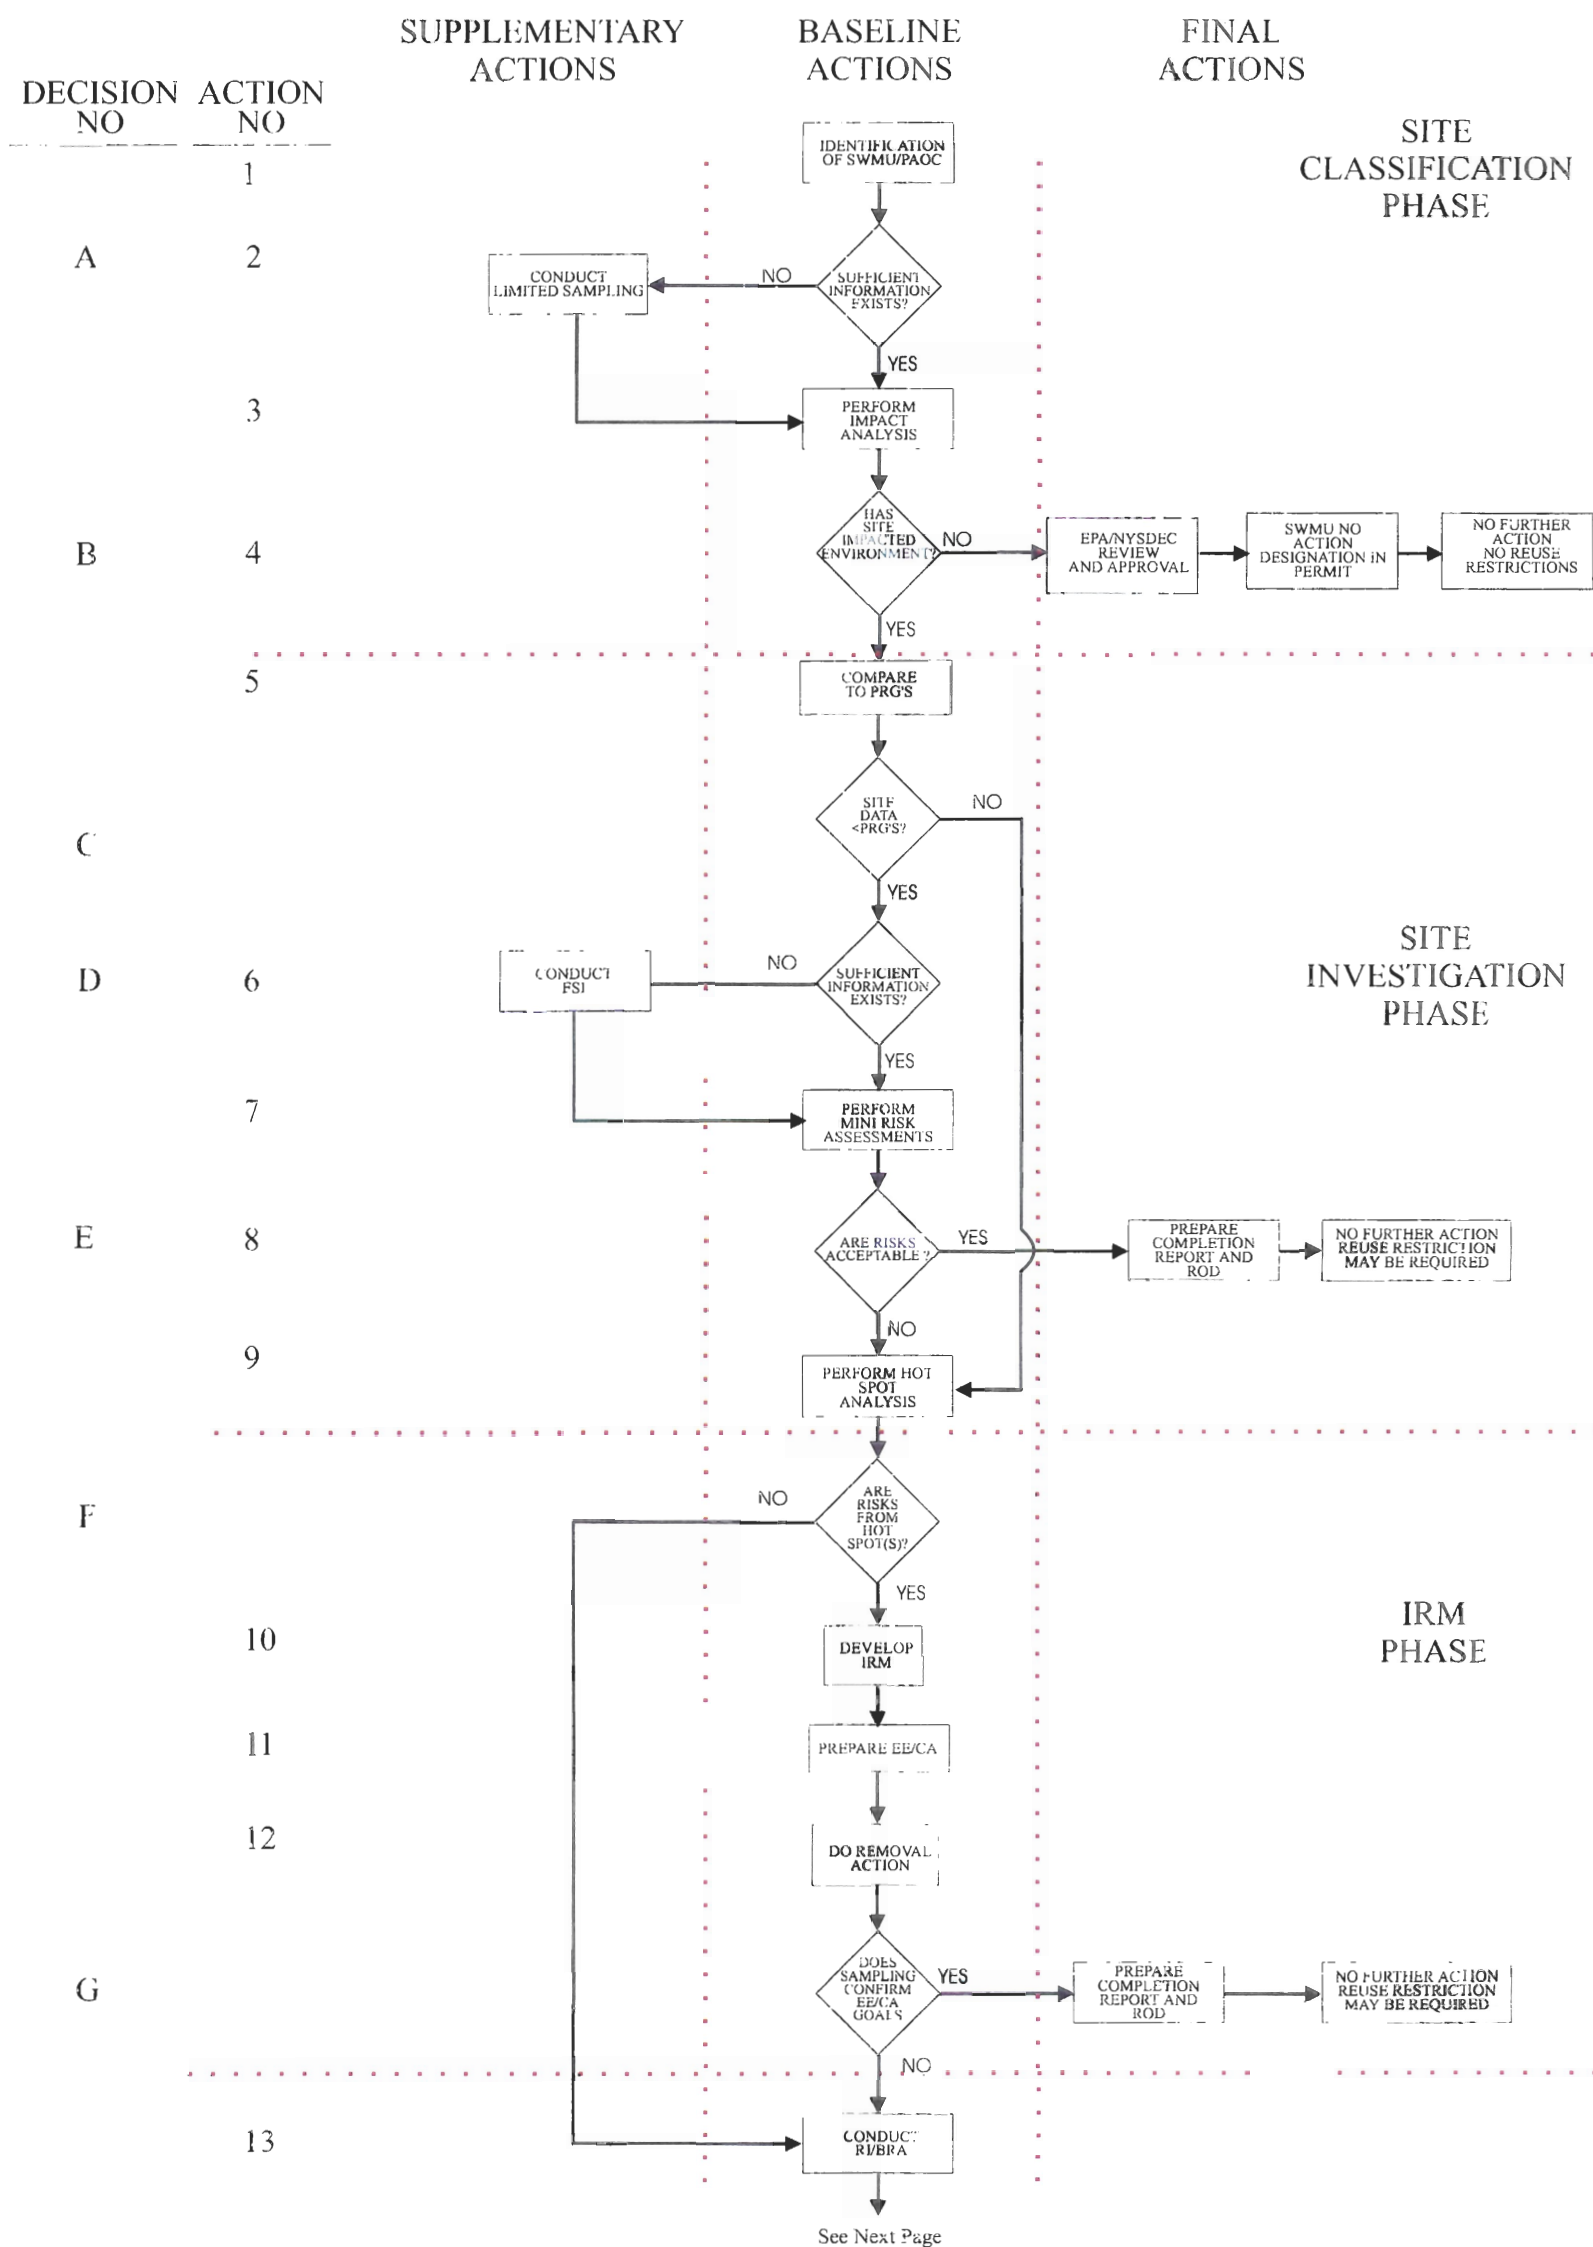 SUPPLEMENTARY
ACTIONS
BASELINE
ACTIONS
FINAL
ACTIONS
DECISION
NO
ACTION
NO
SITE
CLASSIFICATION
PHASE
1
IDENTIFICATION
OF SWMU/PAOC
A
2
CONDUCT
LIMITED SAMPLING
NO
SUFFICIENT
INFORMATION
EXISTS?
YES
3
PERFORM
IMPACT
ANALYSIS
B
4
HAS
SITE
IMPACTED
ENVIRONMENT?
NO
EPA/NYSDEC
REVIEW
AND APPROVAL
SWMU NO
ACTION
DESIGNATION IN
PERMIT
NO FURTHER
ACTION
NO REUSE
RESTRICTIONS
YES
5
COMPARE
TO PRG'S
C
SITE
DATA
<PRG'S?
NO
YES
SITE
INVESTIGATION
PHASE
D
6
CONDUCT
ESI
NO
SUFFICIENT
INFORMATION
EXISTS?
YES
7
PERFORM
MINI RISK
ASSESSMENTS
E
8
ARE RISKS
ACCEPTABLE?
YES
PREPARE
COMPLETION
REPORT AND
ROD
NO FURTHER ACTION
REUSE RESTRICTION
MAY BE REQUIRED
NO
9
PERFORM HOT
SPOT
ANALYSIS
F
NO
ARE
RISKS
FROM
HOT
SPOT(S)?
YES
IRM
PHASE
10
DEVELOP
IRM
11
PREPARE EE/CA
12
DO REMOVAL
ACTION
G
DOES
SAMPLING
CONFIRM
EE/CA
GOALS
YES
PREPARE
COMPLETION
REPORT AND
ROD
NO FURTHER ACTION
REUSE RESTRICTION
MAY BE REQUIRED
NO
13
CONDUCT
RI/BRA
See Next Page